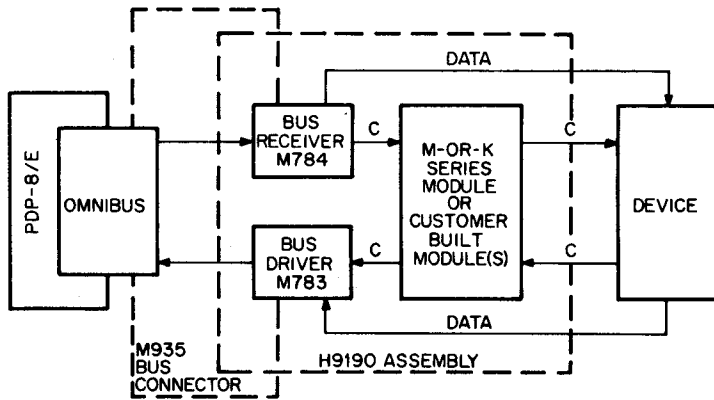 DATA
PDP-8/E
OMNIBUS
BUS
RECEIVER
M784
C
M-OR-K
SERIES
MODULE
OR
CUSTOMER
BUILT
MODULE(S)
C
DEVICE
BUS
DRIVER
M783
C
C
DATA
M935
BUS
CONNECTOR
H9190 ASSEMBLY